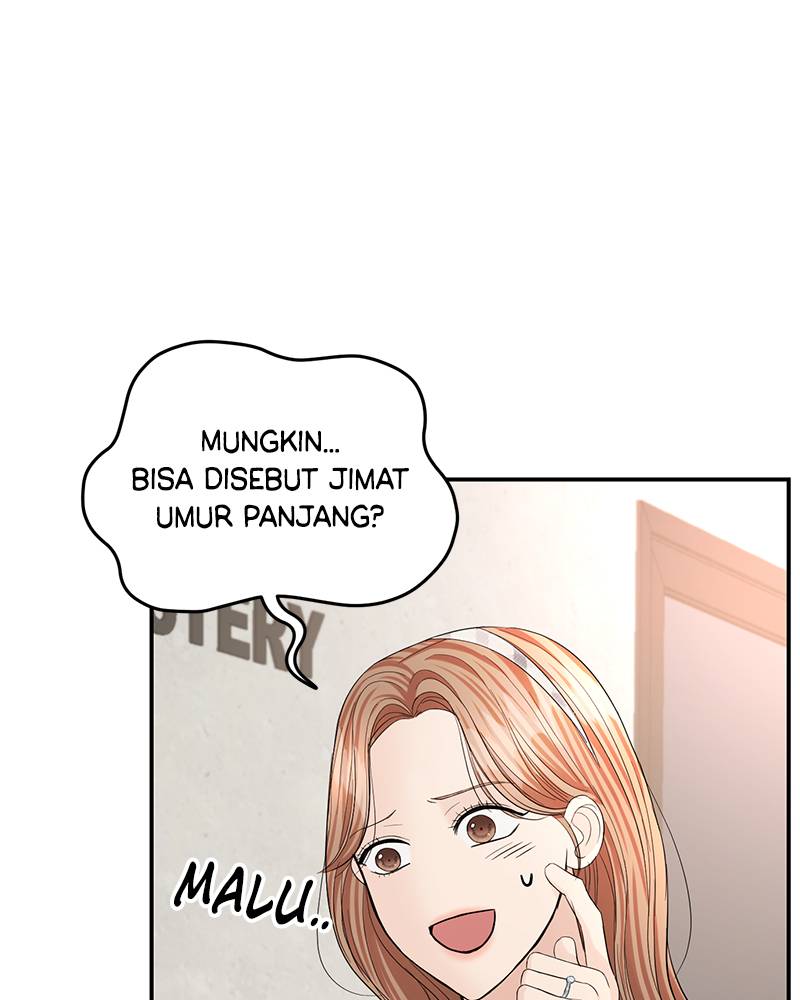 MUNGKIN...
BISA DISEBUT JIMAT
UMUR PANJANG?
STERY
MALU..